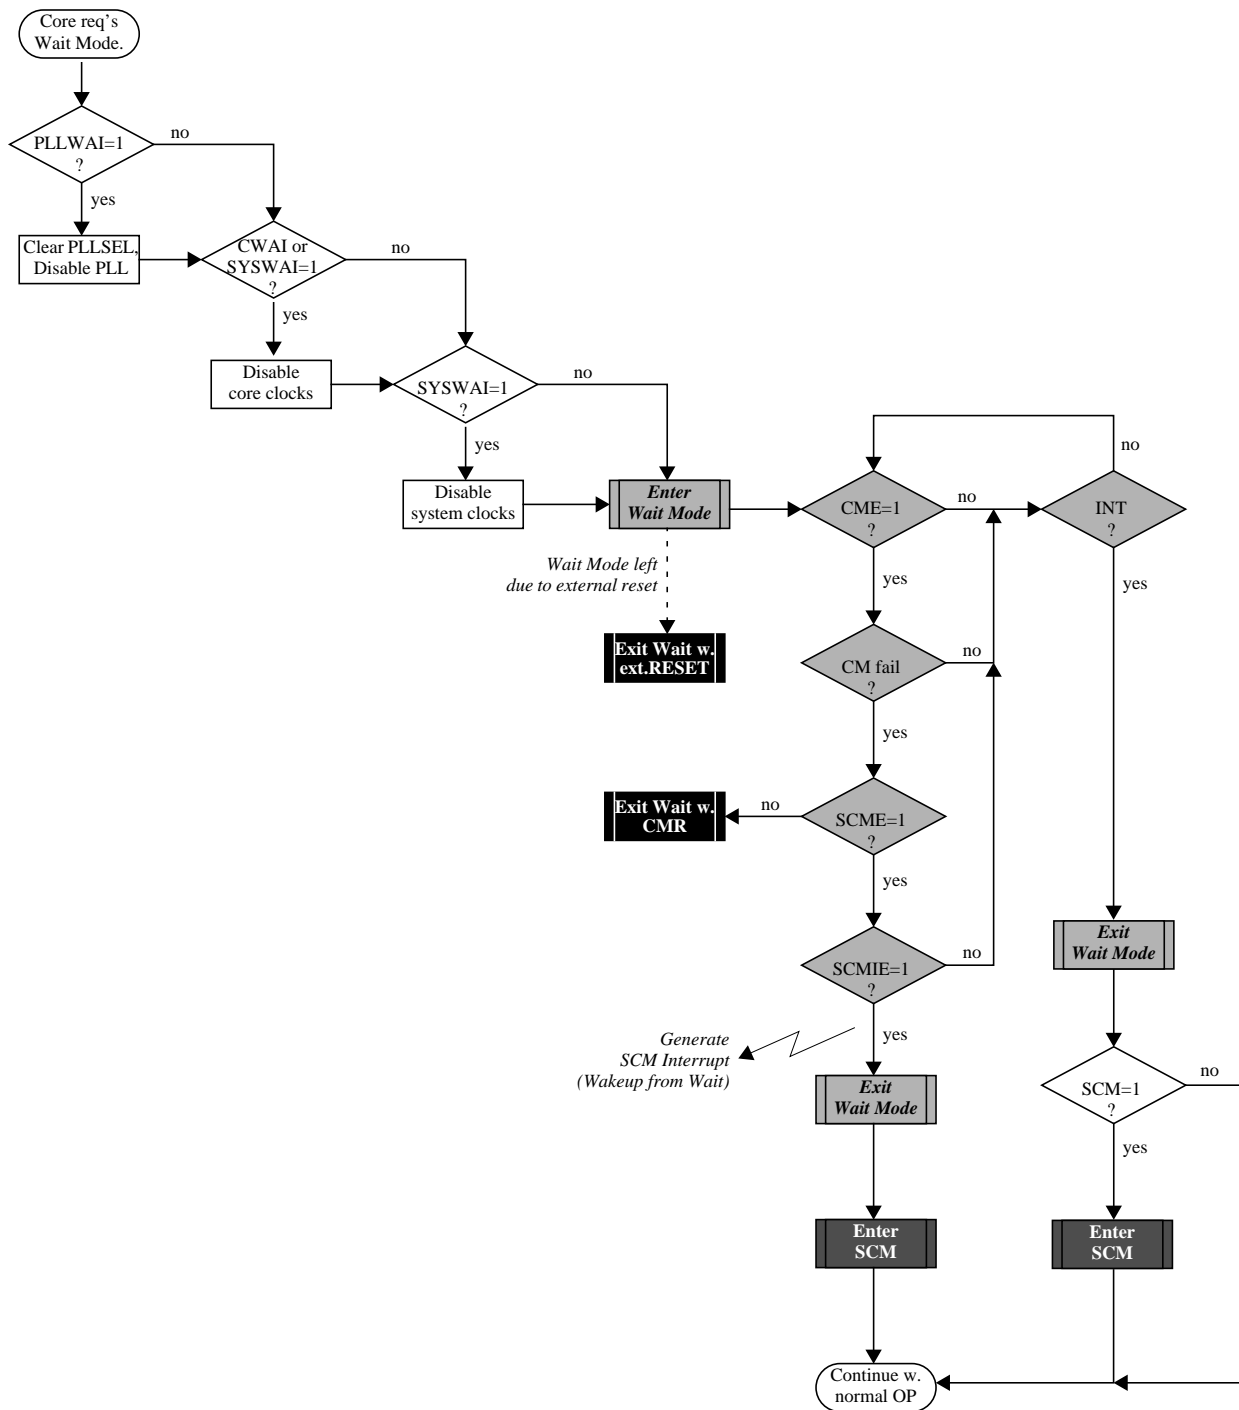 Core req's
Wait Mode.
PLLWAI=1
?
no
yes
Clear PLLSEL,
Disable PLL
CWAI or
SYSWAI=1
?
no
yes
Disable
core clocks
SYSWAI=1
?
no
yes
Disable
system clocks
Enter
Wait Mode
Wait Mode left
due to external reset
Exit Wait w.
ext.RESET
CME=1
?
no
yes
INT
?
no
yes
CM fail
?
no
yes
SCME=1
?
no
yes
Exit Wait w.
CMR
SCMIE=1
?
no
yes
Generate
SCM Interrupt
(Wakeup from Wait)
Exit
Wait Mode
Enter
SCM
Exit
Wait Mode
SCM=1
?
no
yes
Enter
SCM
Continue w.
normal OP